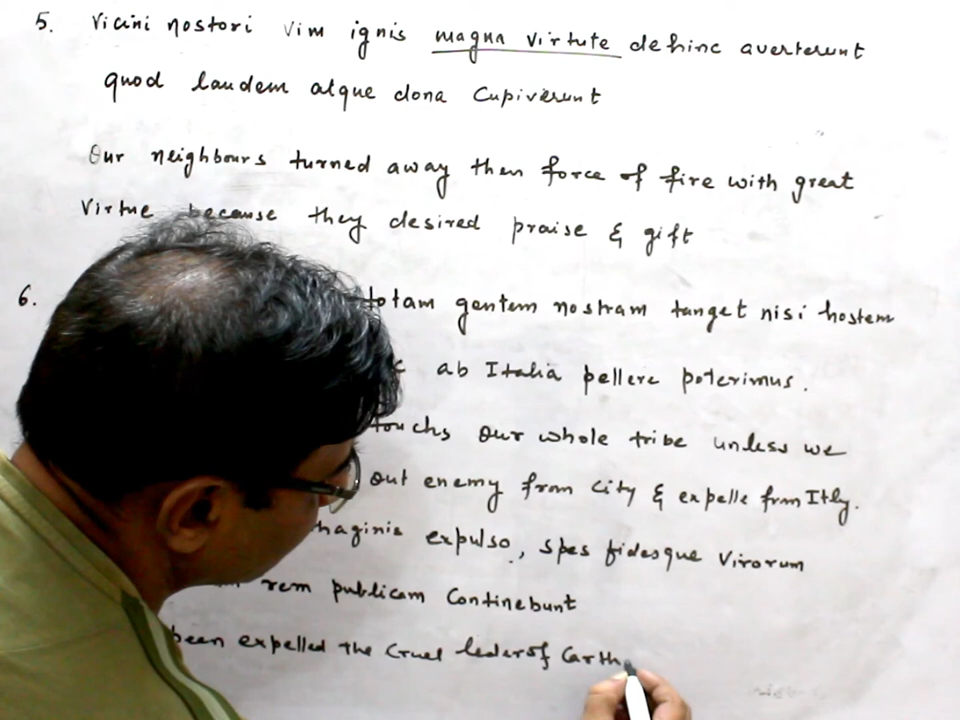 5. Vicini nostori vim ignis magna virtute dehinc averterunt
quod laudem atque dona Cupiverunt
Our neighbours turned away then force of fire with great
Virtue because they desired praise & gift
6. totam gentem nostram tanget nisi hostem
ab Italia pellere poterimus.
touchs our whole tribe unless we
out enemy from city & expelle from Itly.
haginis expulso, spes fidesque virorum
rem publicam Continebunt
been expelled the cruel leder of Carth